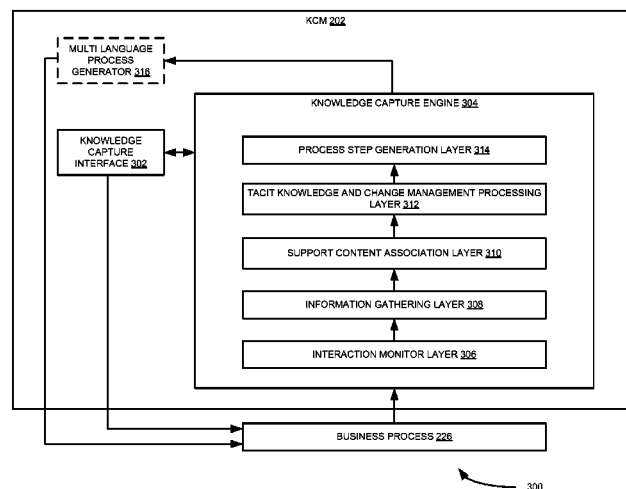 KCM 202
MULTI LANGUAGE
PROCESS
GENERATOR 316
KNOWLEDGE CAPTURE ENGINE 304
KNOWLEDGE
CAPTURE
INTERFACE 302
PROCESS STEP GENERATION LAYER 314
TACIT KNOWLEDGE AND CHANGE MANAGEMENT PROCESSING
LAYER 312
SUPPORT CONTENT ASSOCIATION LAYER 310
INFORMATION GATHERING LAYER 308
INTERACTION MONITOR LAYER 306
BUSINESS PROCESS 226
300